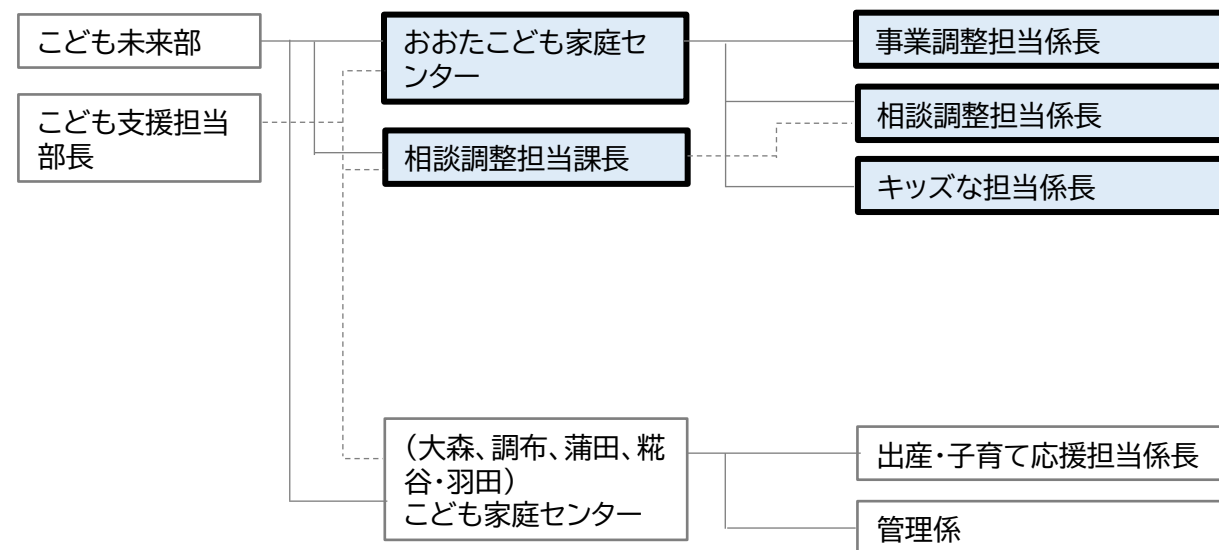 こども未来部
こども支援担当
部長
おおたこども家庭セ
ンター
相談調整担当課長
事業調整担当係長
相談調整担当係長
キッズな担当係長
(大森、調布、蒲田、糀
谷・羽田)
こども家庭センター
出産・子育て応援担当係長
管理係